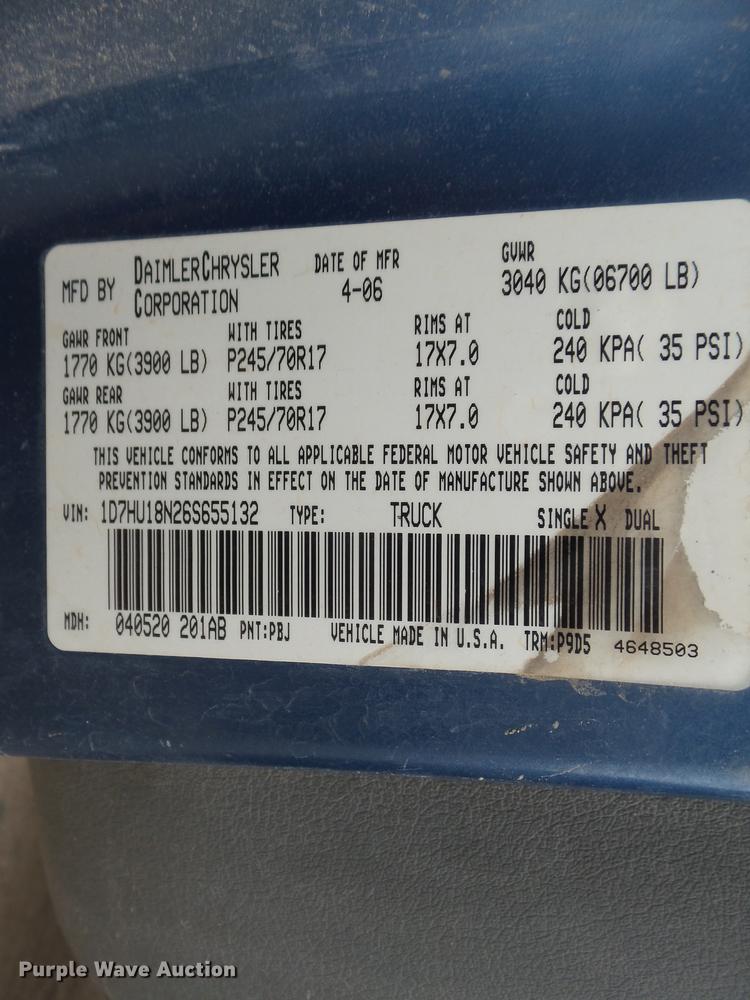 MFD BY DAIMLERCHRYSLER CORPORATION DATE OF MFR 4-06 GVWR 3040 KG(06700 LB)
GAWR FRONT WITH TIRES RIMS AT COLD
1770 KG(3900 LB) P245/70R17 17X7.0 240 KPA( 35 PSI)
GAWR REAR WITH TIRES RIMS AT COLD
1770 KG(3900 LB) P245/70R17 17X7.0 240 KPA( 35 PSI)
THIS VEHICLE CONFORMS TO ALL APPLICABLE FEDERAL MOTOR VEHICLE SAFETY AND THEFT
PREVENTION STANDARDS IN EFFECT ON THE DATE OF MANUFACTURE SHOWN ABOVE.
VIN: 1D7HU18N26S655132 TYPE: TRUCK SINGLE X DUAL
MDH: 040520 201AB PNT:PBJ VEHICLE MADE IN U.S.A. TRM:P9D5 4648503
Purple Wave Auction